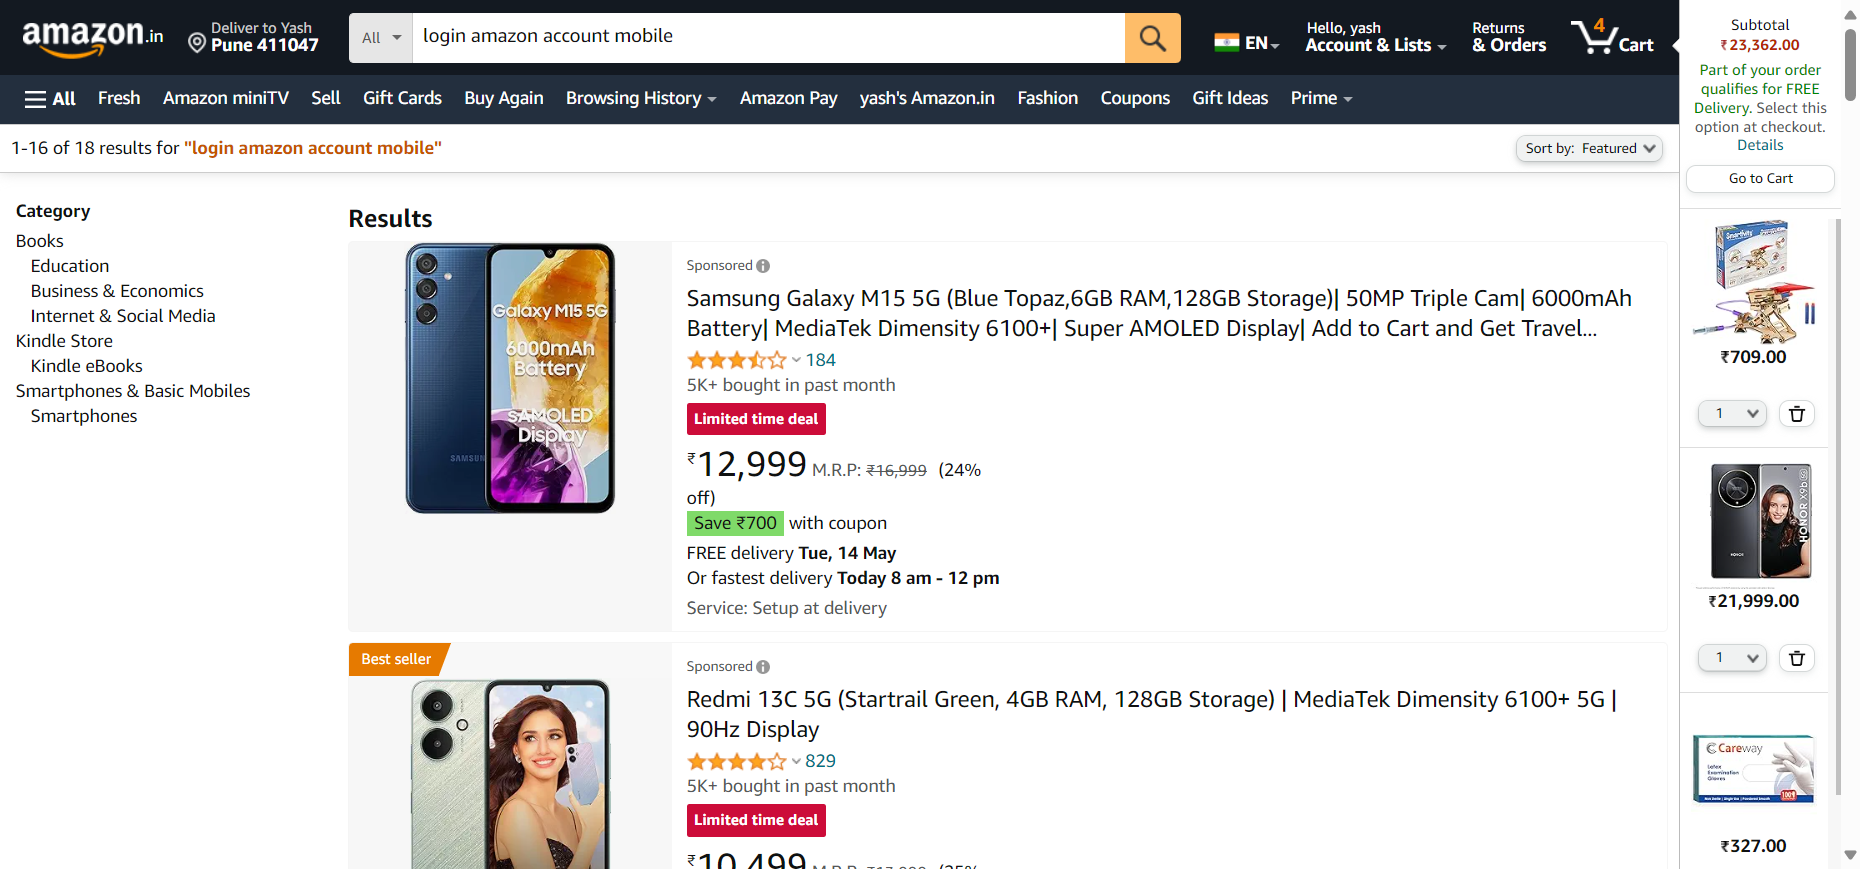 amazon.in
Deliver to Yash
Pune 411047
All
login amazon account mobile
EN
Hello, yash
Account & Lists
Returns
& Orders
4
Cart
All
Fresh
Amazon miniTV
Sell
Gift Cards
Buy Again
Browsing History
Amazon Pay
yash's Amazon.in
Fashion
Coupons
Gift Ideas
Prime
1-16 of 18 results for "login amazon account mobile"
Sort by: Featured
Category
Books
Education
Business & Economics
Internet & Social Media
Kindle Store
Kindle eBooks
Smartphones & Basic Mobiles
Smartphones
Results
Galaxy M15 5G
6000mAh
Battery
sAMOLED
Display
SAMSUNG
Sponsored
Samsung Galaxy M15 5G (Blue Topaz,6GB RAM,128GB Storage)| 50MP Triple Cam| 6000mAh
Battery| MediaTek Dimensity 6100+| Super AMOLED Display| Add to Cart and Get Travel...
184
5K+ bought in past month
Limited time deal
₹12,999 M.R.P: ₹16,999 (24%
off)
Save ₹700 with coupon
FREE delivery Tue, 14 May
Or fastest delivery Today 8 am - 12 pm
Service: Setup at delivery
Best seller
Sponsored
Redmi 13C 5G (Startrail Green, 4GB RAM, 128GB Storage) | MediaTek Dimensity 6100+ 5G |
90Hz Display
829
5K+ bought in past month
Limited time deal
₹10,499
Subtotal
₹23,362.00
Part of your order
qualifies for FREE
Delivery. Select this
option at checkout.
Details
Go to Cart
Smartivity
₹709.00
1
HONOR X9b 5G
HONOR
₹21,999.00
1
Careway
Latex
Examination
Gloves
₹327.00